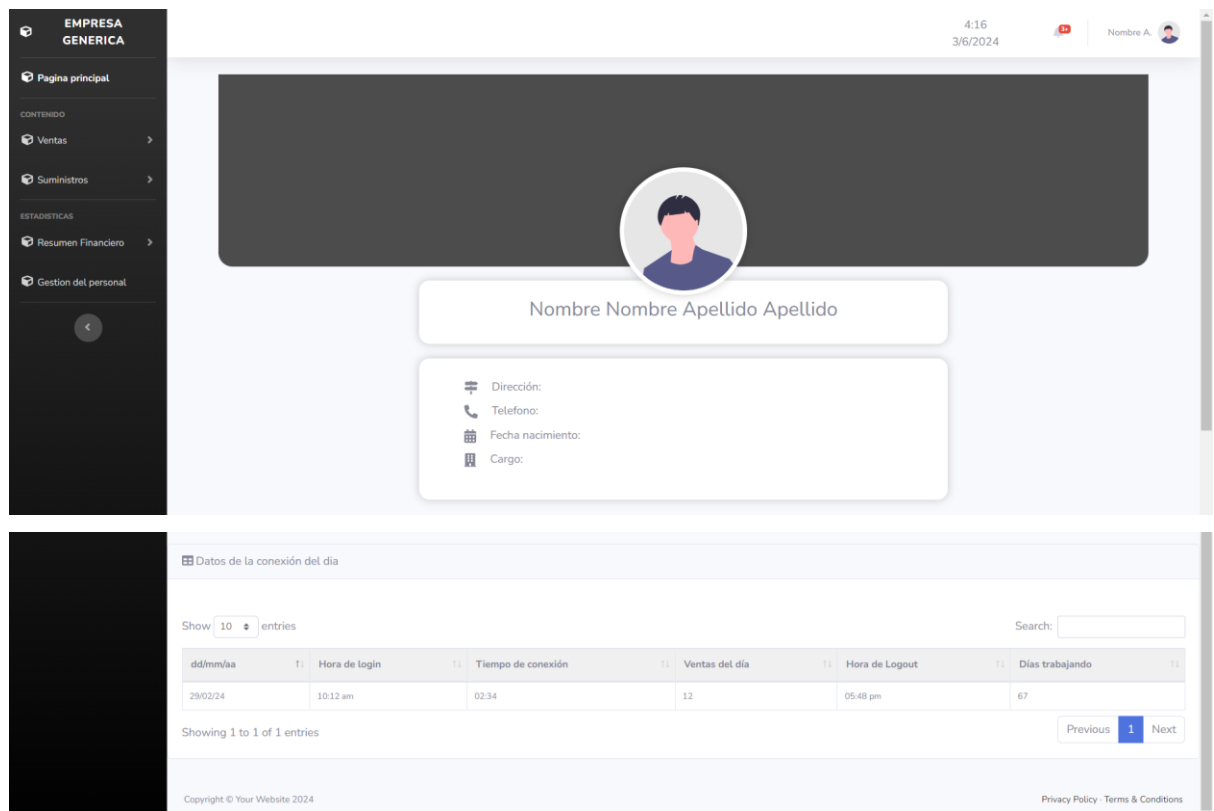 EMPRESA
GENERICA
4:16
3/6/2024
3+
Nombre A.
Pagina principal
CONTENIDO
Ventas
Suministros
ESTADISTICAS
Resumen Financiero
Gestion del personal
Nombre Nombre Apellido Apellido
Dirección:
Telefono:
Fecha nacimiento:
Cargo:
Datos de la conexión del dia
Show 10 entries
Search:
dd/mm/aa Hora de login Tiempo de conexión Ventas del día Hora de Logout Días trabajando
29/02/24 10:12 am 02:34 12 05:48 pm 67
Showing 1 to 1 of 1 entries
Previous 1 Next
Copyright © Your Website 2024
Privacy Policy · Terms & Conditions